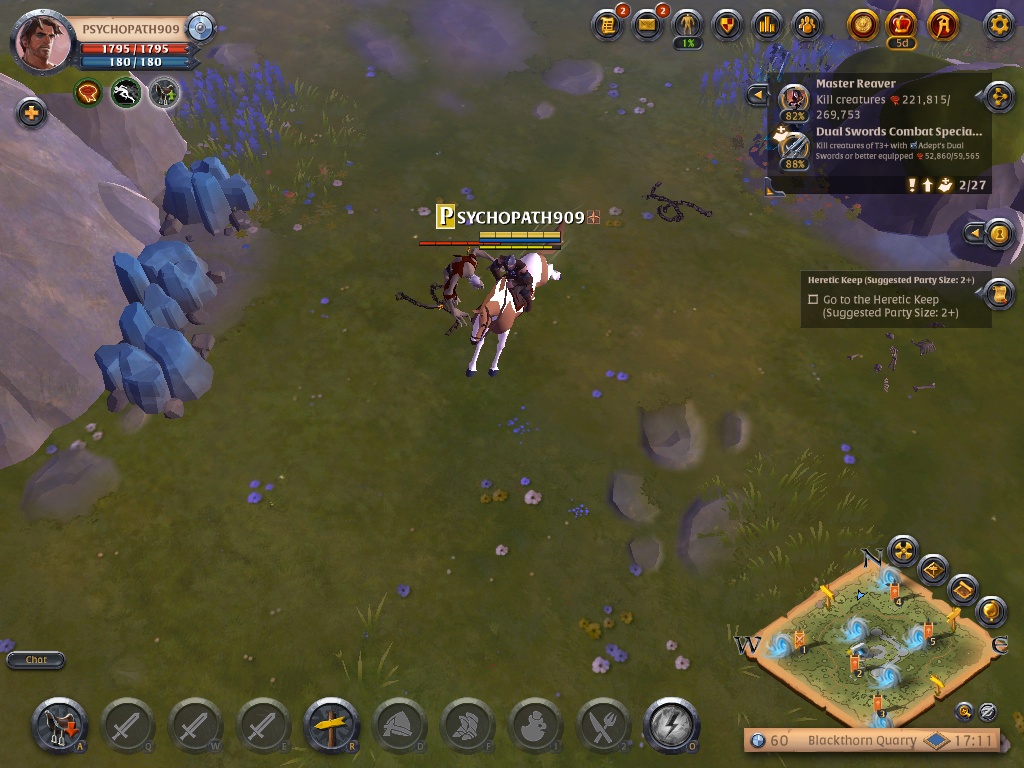 PSYCHOPATH909
1795 / 1795
180 / 180
2
2
1%
5d
Master Reaver
Kill creatures 221,815/
269,753
82%
Dual Swords Combat Specia...
Kill creatures of T3+ with Adept's Dual
Swords or better equipped 52,860/59,565
88%
2/27
PSYCHOPATH909
Heretic Keep (Suggested Party Size: 2+)
Go to the Heretic Keep
(Suggested Party Size: 2+)
N
W
E
4
5
1
2
3
Chat
A
Q
W
E
R
D
F
1
2
O
60 Blackthorn Quarry 17:11